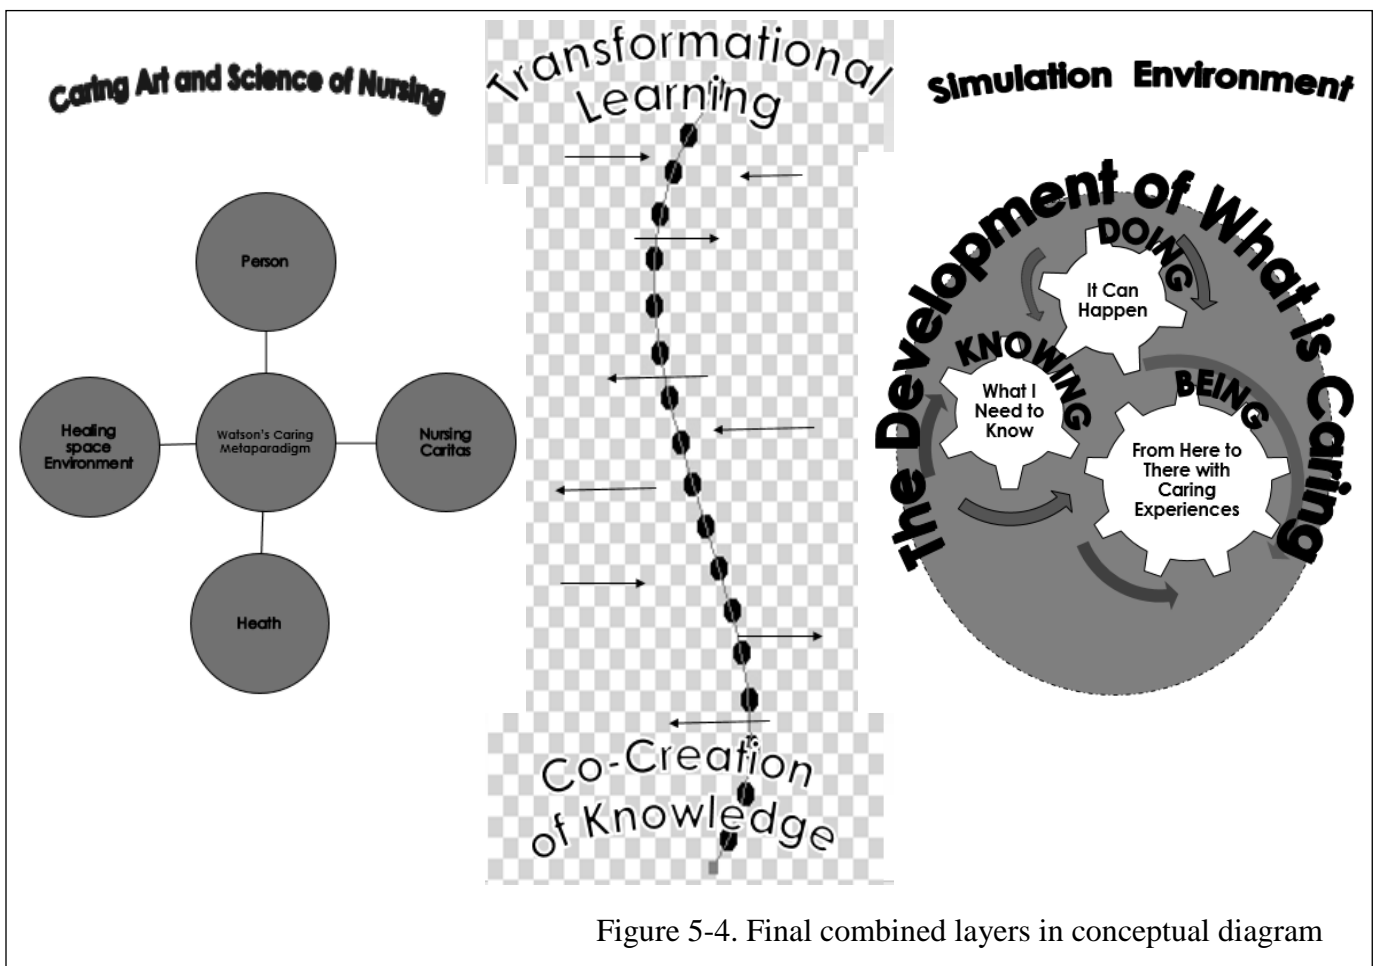 Caring Art and Science of Nursing
Person
Healing
space
Environment
Watson's Caring
Metaparadigm
Nursing
Caritas
Heath
Transformational
Learning
Co-Creation
of Knowledge
Simulation Environment
The Development of What is Caring
DOING
It Can
Happen
KNOWING
What I
Need to
Know
BEING
From Here to
There with
Caring
Experiences
Figure 5-4. Final combined layers in conceptual diagram